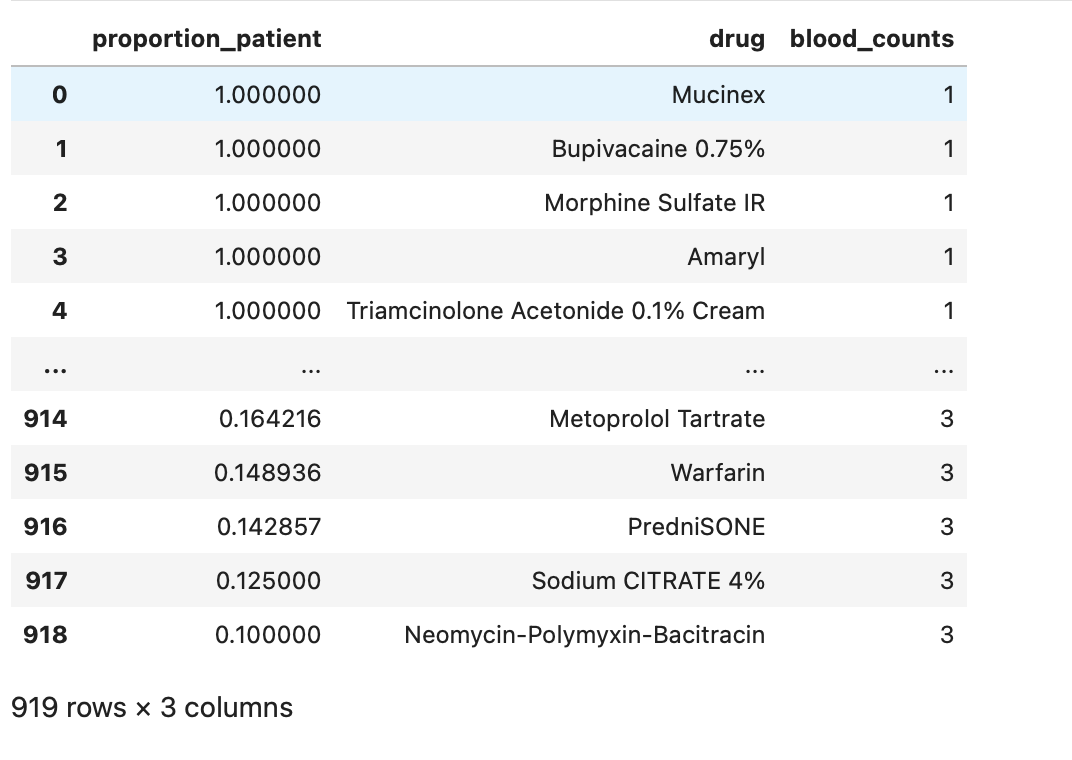 proportion_patient drug blood_counts
0 1.000000 Mucinex 1
1 1.000000 Bupivacaine 0.75% 1
2 1.000000 Morphine Sulfate IR 1
3 1.000000 Amaryl 1
4 1.000000 Triamcinolone Acetonide 0.1% Cream 1
... ... ... ...
914 0.164216 Metoprolol Tartrate 3
915 0.148936 Warfarin 3
916 0.142857 PredniSONE 3
917 0.125000 Sodium CITRATE 4% 3
918 0.100000 Neomycin-Polymyxin-Bacitracin 3
919 rows × 3 columns